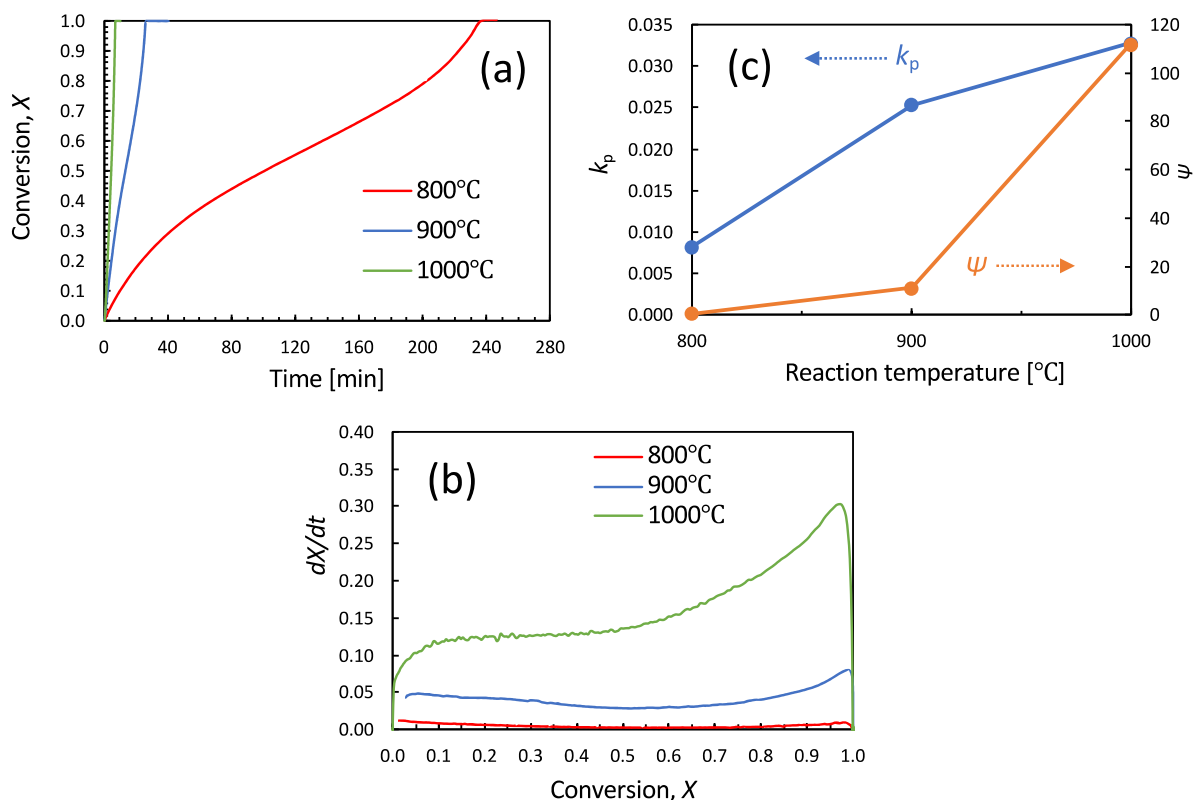 (a)
1.0
0.9
0.8
0.7
0.6
0.5
0.4
0.3
0.2
0.1
0.0
Conversion, X
800℃
900℃
1000℃
0 40 80 120 160 200 240 280
Time [min]
(c)
0.035
0.030
0.025
0.020
0.015
0.010
0.005
0.000
kp
kp
ψ
120
100
80
60
40
20
0
ψ
800 900 1000
Reaction temperature [℃]
(b)
0.40
0.35
0.30
0.25
0.20
0.15
0.10
0.05
0.00
dX/dt
800℃
900℃
1000℃
0.0 0.1 0.2 0.3 0.4 0.5 0.6 0.7 0.8 0.9 1.0
Conversion, X